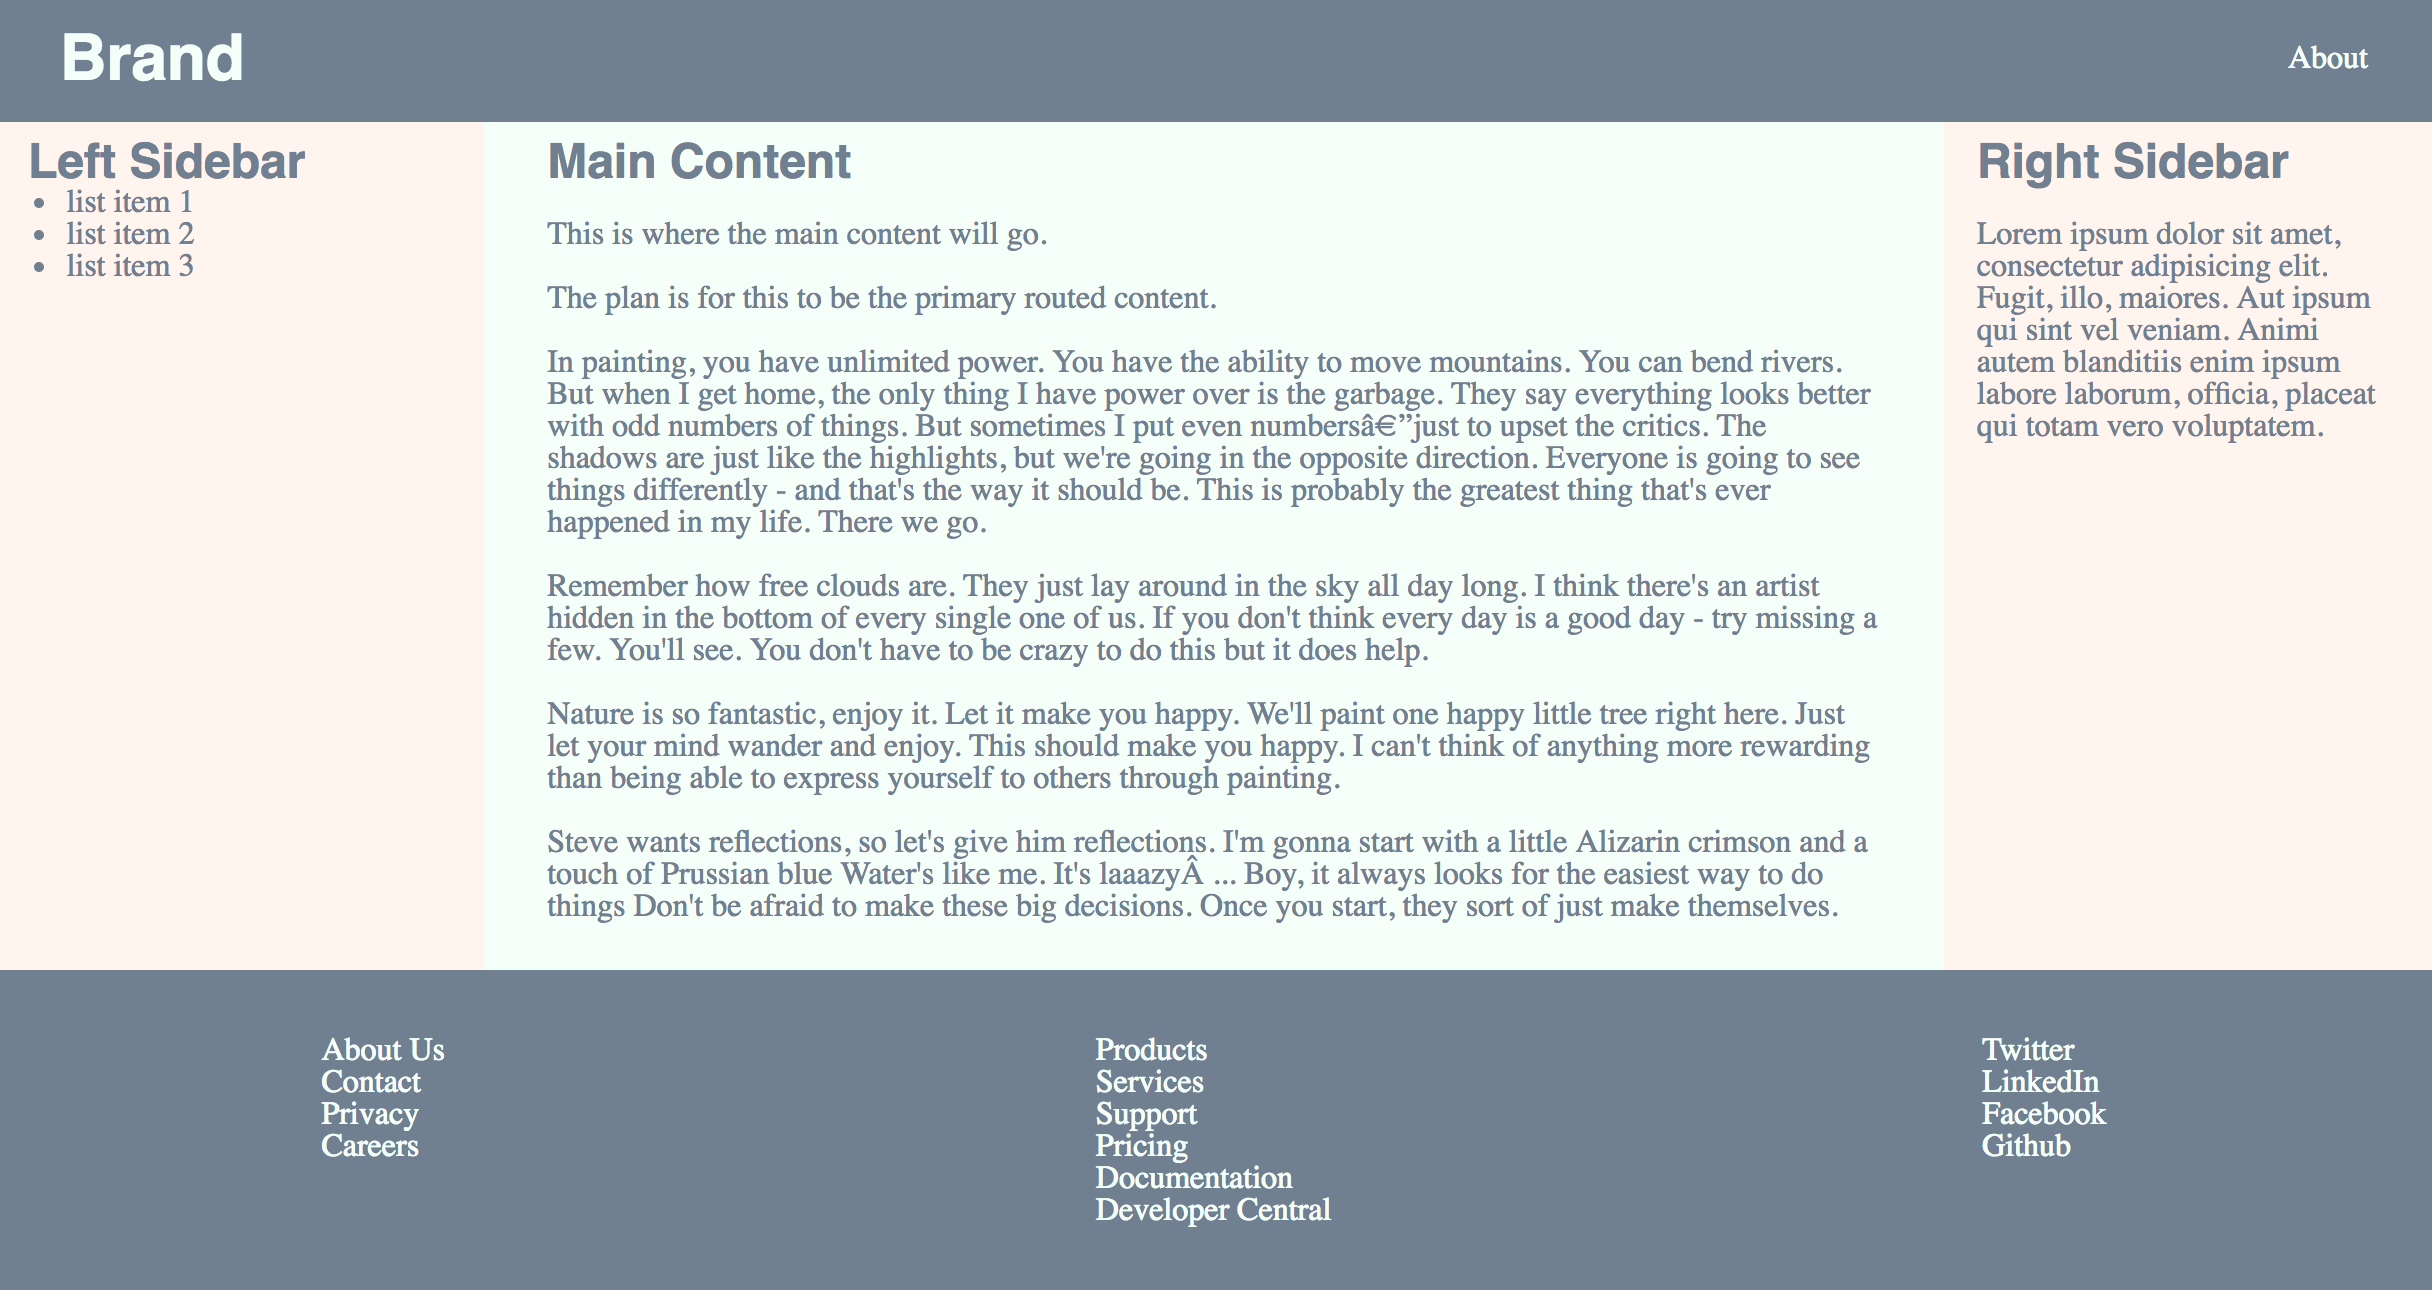 Brand
About
Left Sidebar
list item 1
list item 2
list item 3
Main Content
This is where the main content will go.
The plan is for this to be the primary routed content.
In painting, you have unlimited power. You have the ability to move mountains. You can bend rivers.
But when I get home, the only thing I have power over is the garbage. They say everything looks better
with odd numbers of things. But sometimes I put even numbersâ€”just to upset the critics. The
shadows are just like the highlights, but we're going in the opposite direction. Everyone is going to see
things differently - and that's the way it should be. This is probably the greatest thing that's ever
happened in my life. There we go.
Remember how free clouds are. They just lay around in the sky all day long. I think there's an artist
hidden in the bottom of every single one of us. If you don't think every day is a good day - try missing a
few. You'll see. You don't have to be crazy to do this but it does help.
Nature is so fantastic, enjoy it. Let it make you happy. We'll paint one happy little tree right here. Just
let your mind wander and enjoy. This should make you happy. I can't think of anything more rewarding
than being able to express yourself to others through painting.
Steve wants reflections, so let's give him reflections. I'm gonna start with a little Alizarin crimson and a
touch of Prussian blue Water's like me. It's laaazyÂ ... Boy, it always looks for the easiest way to do
things Don't be afraid to make these big decisions. Once you start, they sort of just make themselves.
Right Sidebar
Lorem ipsum dolor sit amet,
consectetur adipisicing elit.
Fugit, illo, maiores. Aut ipsum
qui sint vel veniam. Animi
autem blanditiis enim ipsum
labore laborum, officia, placeat
qui totam vero voluptatem.
About Us
Contact
Privacy
Careers
Products
Services
Support
Pricing
Documentation
Developer Central
Twitter
LinkedIn
Facebook
Github